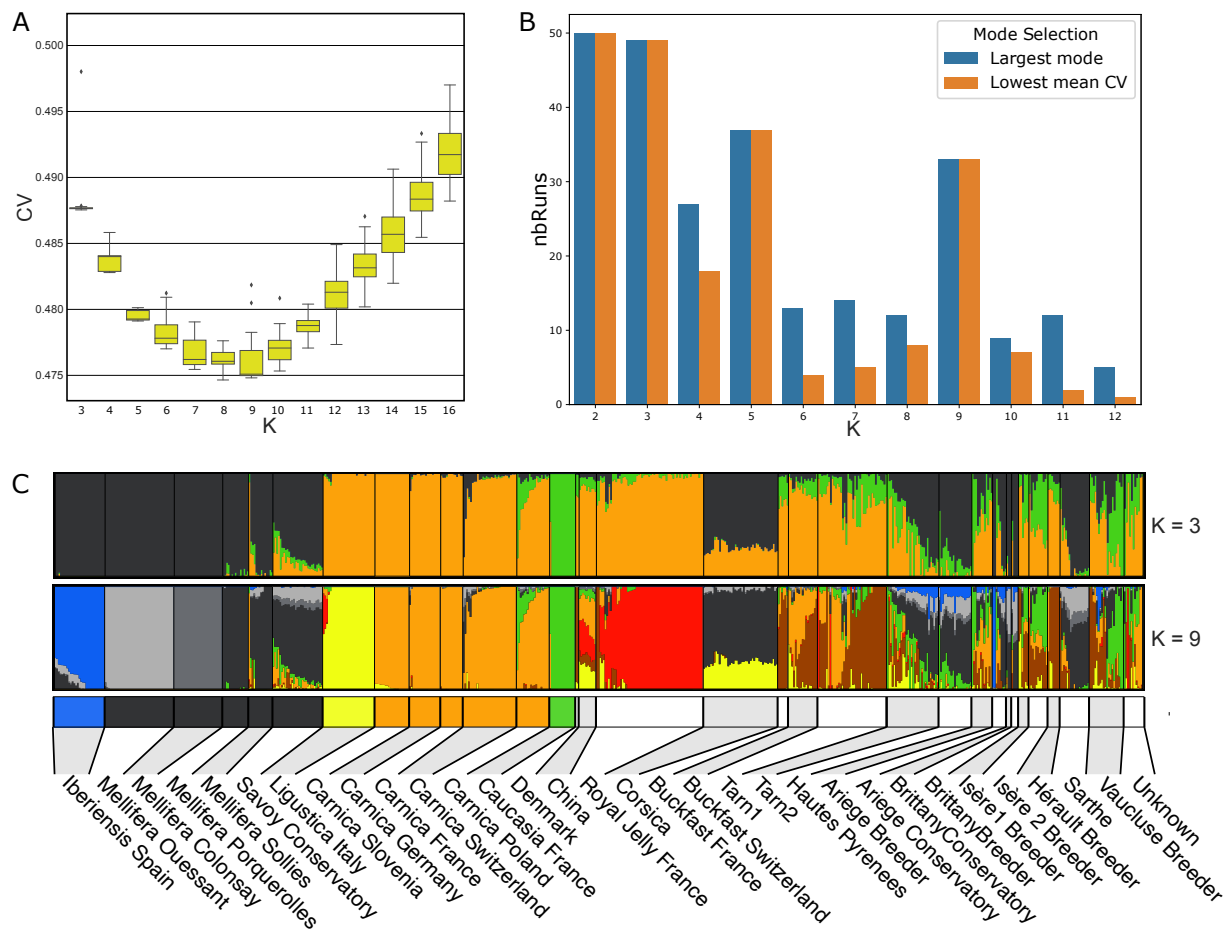 A
0.500
0.495
0.490
0.485
0.480
0.475
CV
3 4 5 6 7 8 9 10 11 12 13 14 15 16
K
B
50
40
30
20
10
0
nbRuns
Mode Selection
Largest mode
Lowest mean CV
2 3 4 5 6 7 8 9 10 11 12
K
C
K = 3
K = 9
Iberiensis Spain
Mellifera Ouessant
Mellifera Colonsay
Mellifera Porquerolles
Mellifera Sollies
Savoy Conservatory
Ligustica Italy
Carnica Slovenia
Carnica Germany
Carnica France
Carnica Switzerland
Carnica Poland
Caucasia France
Denmark
China
Royal Jelly France
Corsica
Buckfast France
Buckfast Switzerland
Tarn1
Tarn2
Hautes Pyrenees
Ariege Breeder
Ariege Conservatory
BrittanyConservatory
BrittanyBreeder
Isère1 Breeder
Isère 2 Breeder
Hérault Breeder
Sarthe
Vaucluse Breeder
Unknown